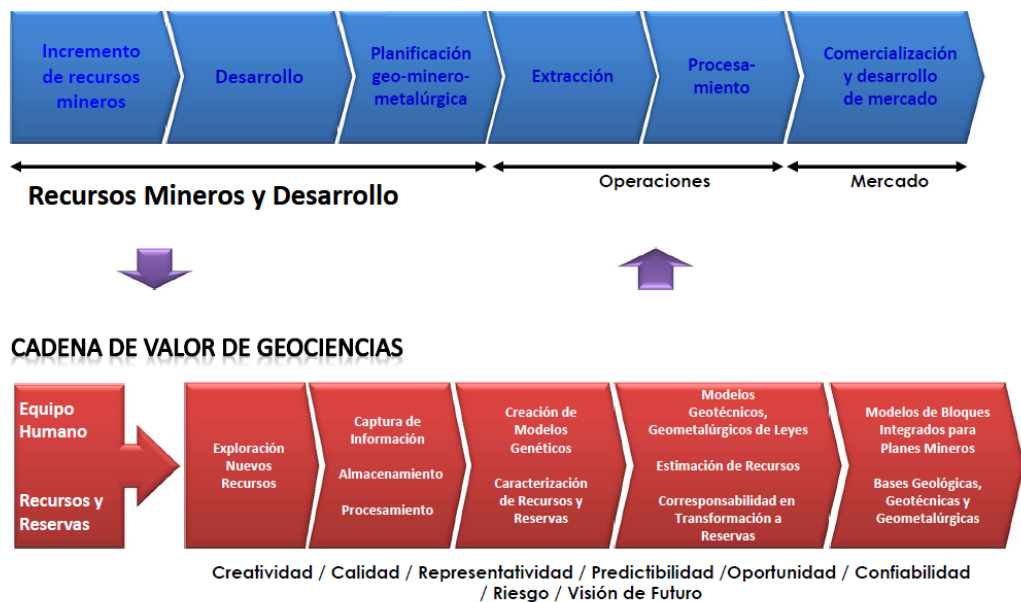 Incremento
de recursos
mineros
Desarrollo
Planificación
geo-minero-
metalúrgica
Extracción
Procesa-
miento
Comercialización
y desarrollo
de mercado
Recursos Mineros y Desarrollo
Operaciones
Mercado
CADENA DE VALOR DE GEOCIENCIAS
Equipo
Humano
Recursos y
Reservas
Exploración
Nuevos
Recursos
Captura de
Información
Almacenamiento
Procesamiento
Creación de
Modelos
Genéticos
Caracterización
de Recursos y
Reservas
Modelos
Geotécnicos,
Geometalúrgicos de Leyes
Estimación de Recursos
Corresponsabilidad en
Transformación a
Reservas
Modelos de Bloques
Integrados para
Planes Mineros
Bases Geológicas,
Geotécnicas y
Geometalúrgicas
Creatividad / Calidad / Representatividad / Predictibilidad /Oportunidad / Confiabilidad
/ Riesgo / Visión de Futuro